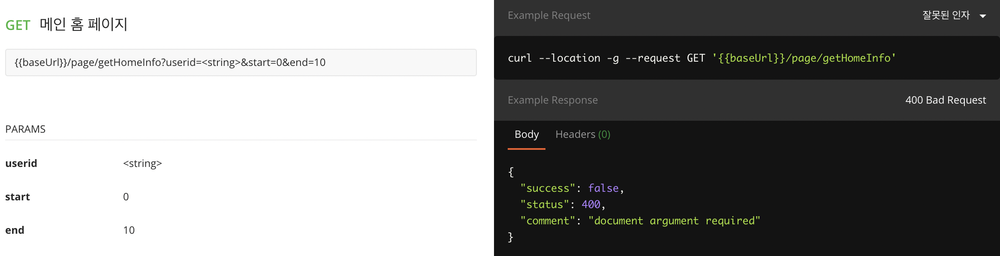 GET 메인 홈 페이지
{{baseUrl}}/page/getHomeInfo?userid=<string>&start=0&end=10
PARAMS
userid <string>
start 0
end 10
Example Request 잘못된 인자
curl --location -g --request GET '{{baseUrl}}/page/getHomeInfo'
Example Response 400 Bad Request
Body Headers (0)
{
  "success": false,
  "status": 400,
  "comment": "document argument required"
}